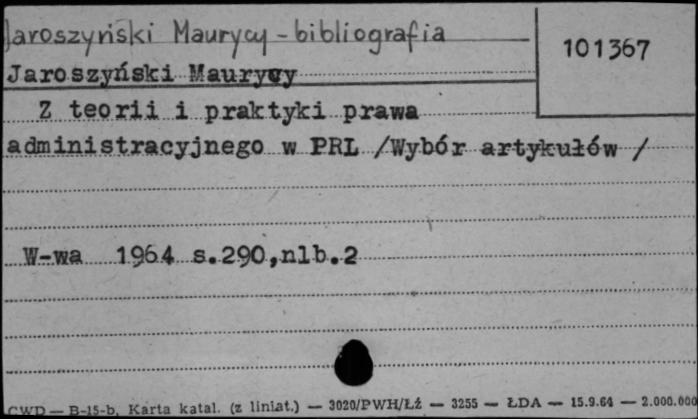 Jaroszyński Maurycy - bibliografia
101367
Jaroszyński Maurycy
Z teorii i praktyki prawa
administracyjnego w PRL /Wybór artykułów /
W-wa 1964 s.290,nlb.2
CWD — B-15-b, Karta katal. (z liniat.) — 3020/PWH/Łź — 3255 — ŁDA — 15.9.64 — 2.000.000